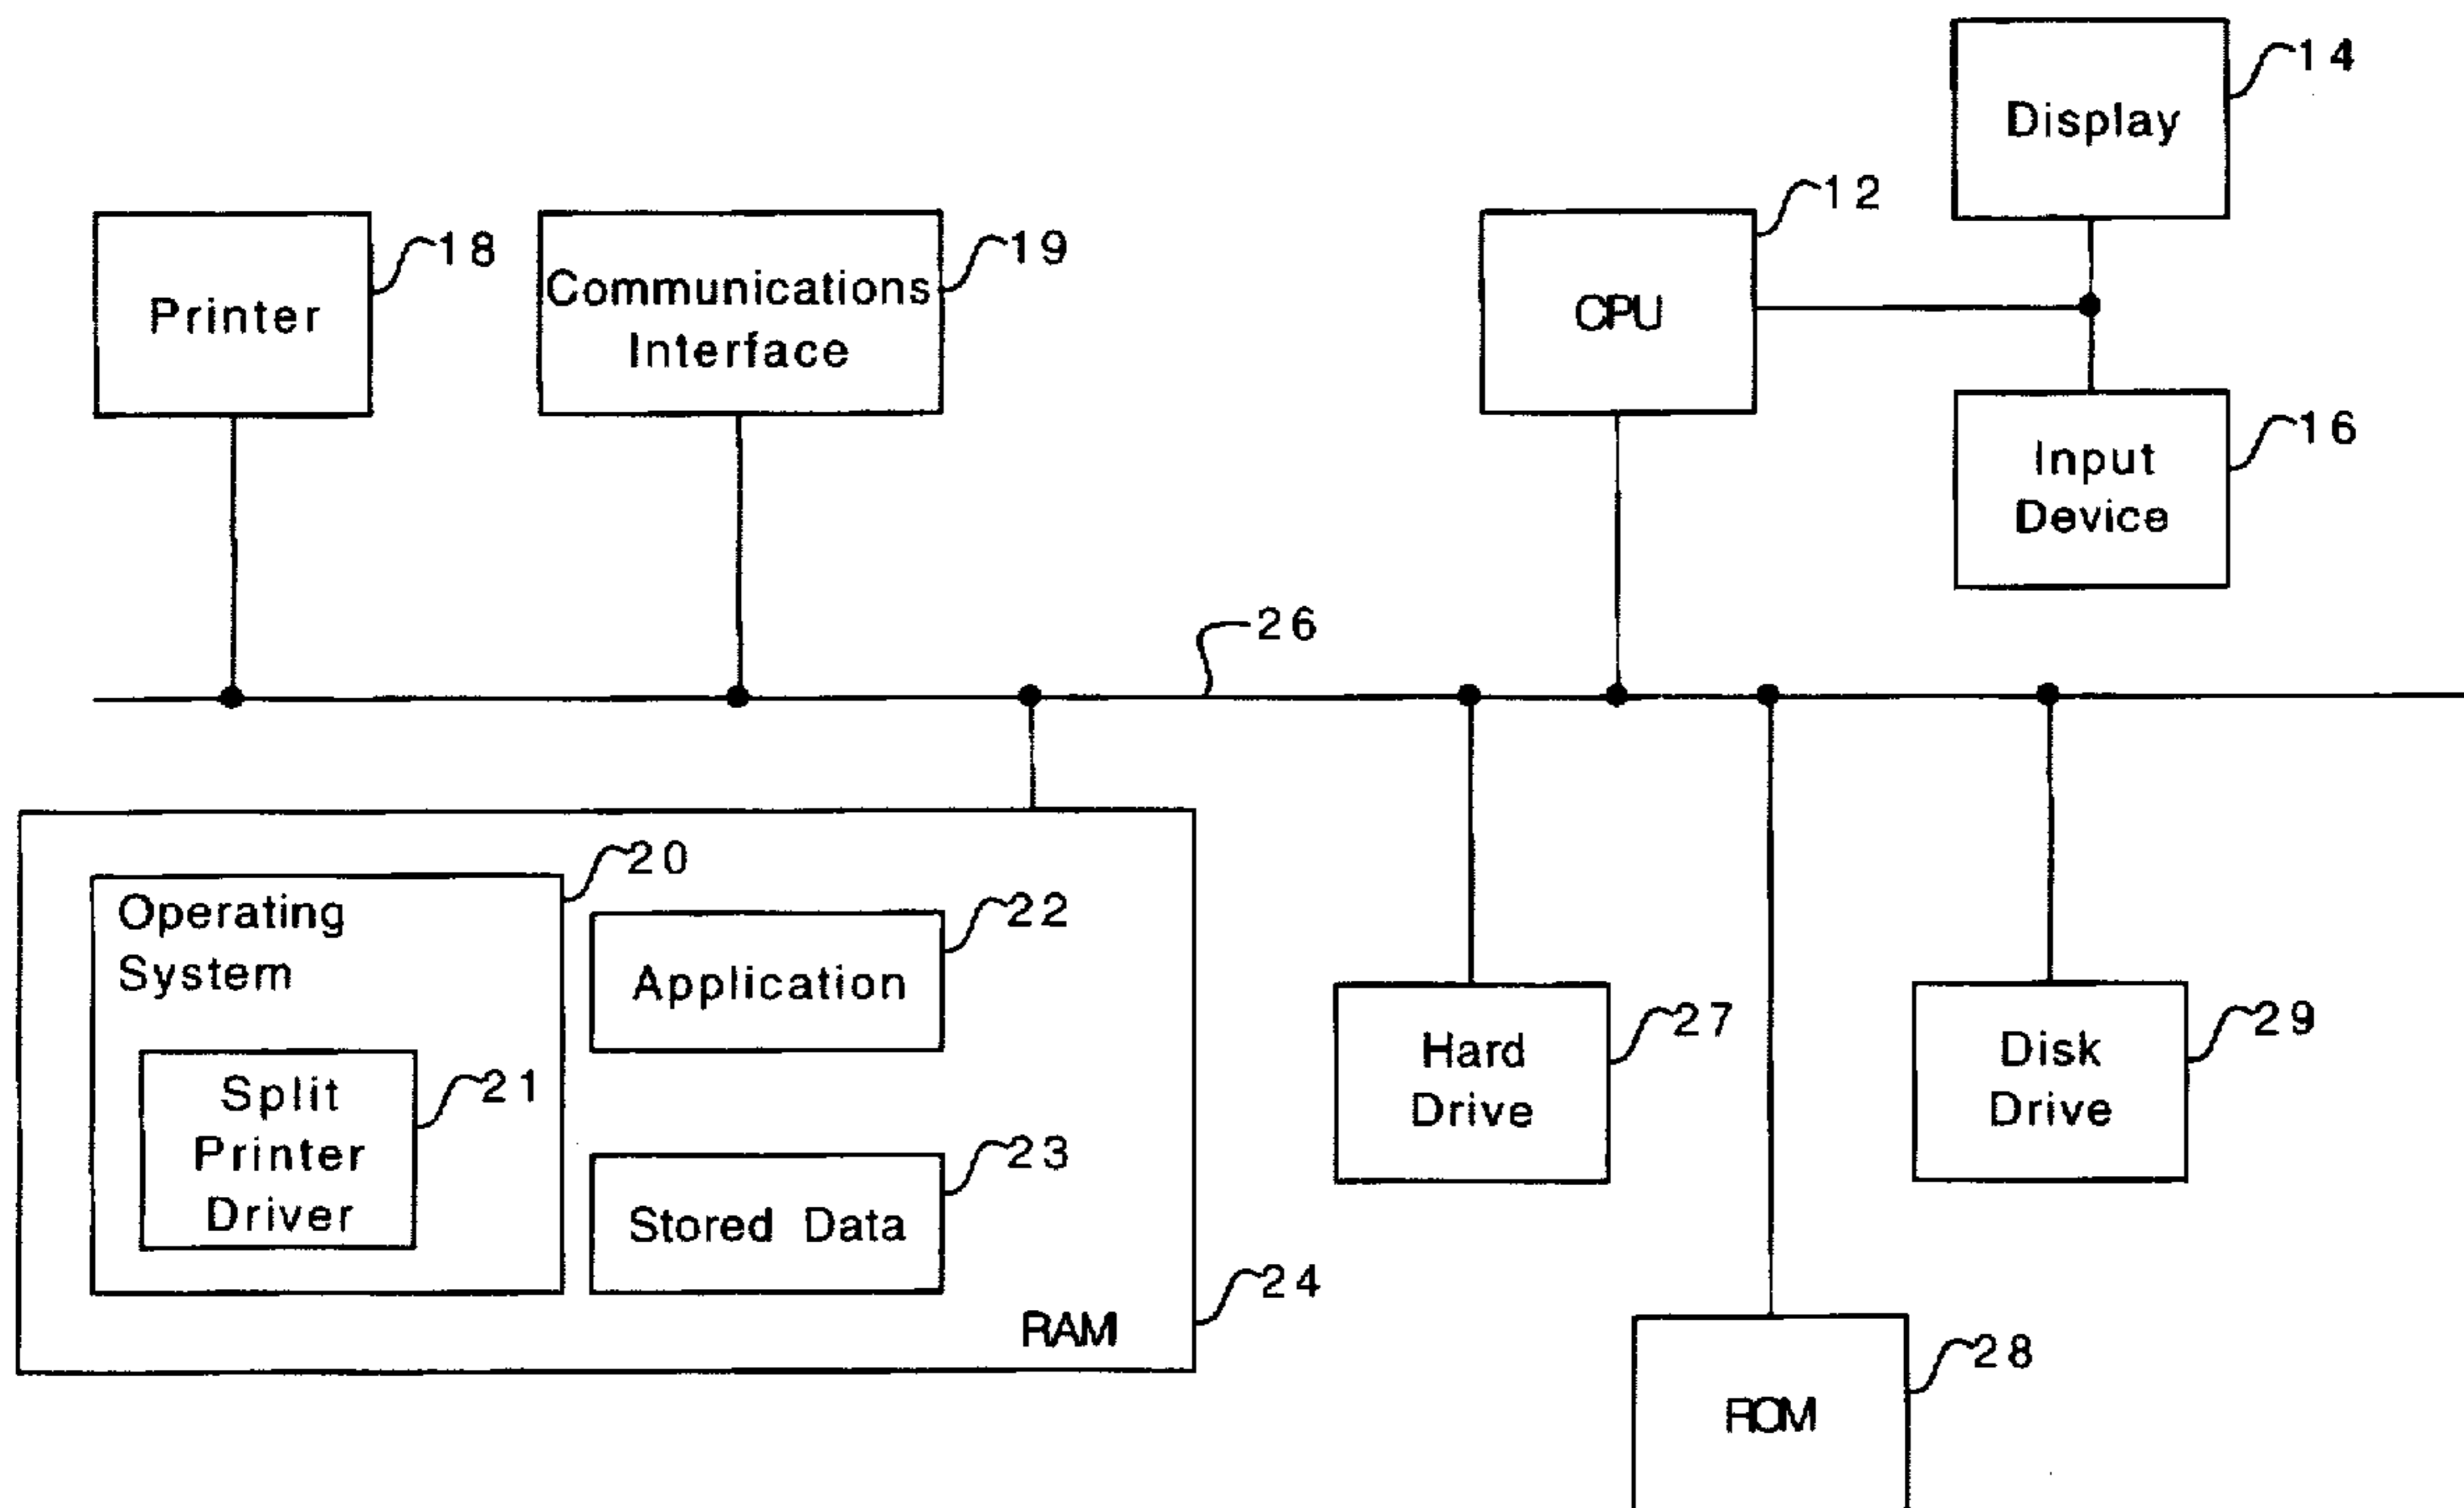 14
Display
12
18
19
Printer
Communications
Interface
CPU
16
Input
Device
26
20
Operating
System
22
Application
21
Split
Printer
Driver
23
Stored Data
24
RAM
27
Hard
Drive
29
Disk
Drive
28
ROM